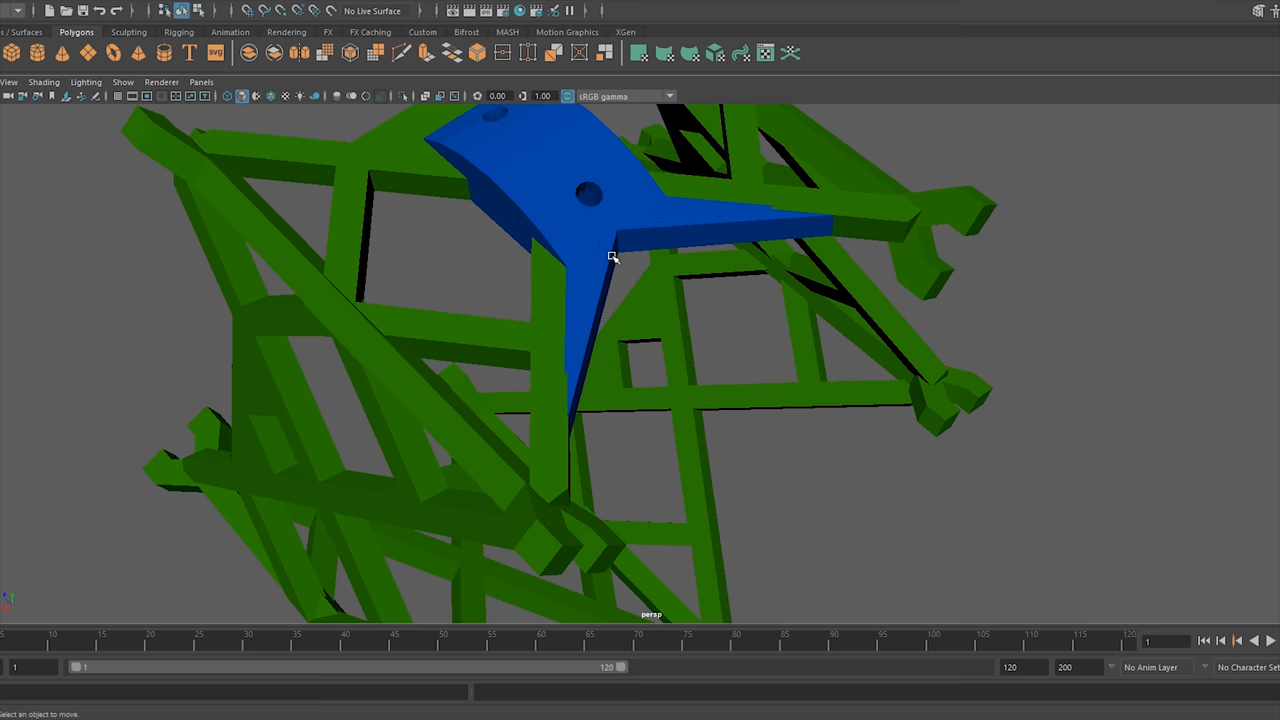 No Live Surface
s / Surfaces Polygons Sculpting Rigging Animation Rendering FX FX Caching Custom Bifrost MASH Motion Graphics XGen
T svg
View Shading Lighting Show Renderer Panels
0.00 1.00 sRGB gamma
persp
5 10 15 20 25 30 35 40 45 50 55 60 65 70 75 80 85 90 95 100 105 110 115 120 1
1 1 120 120 200 No Anim Layer No Character Set
Select an object to move.